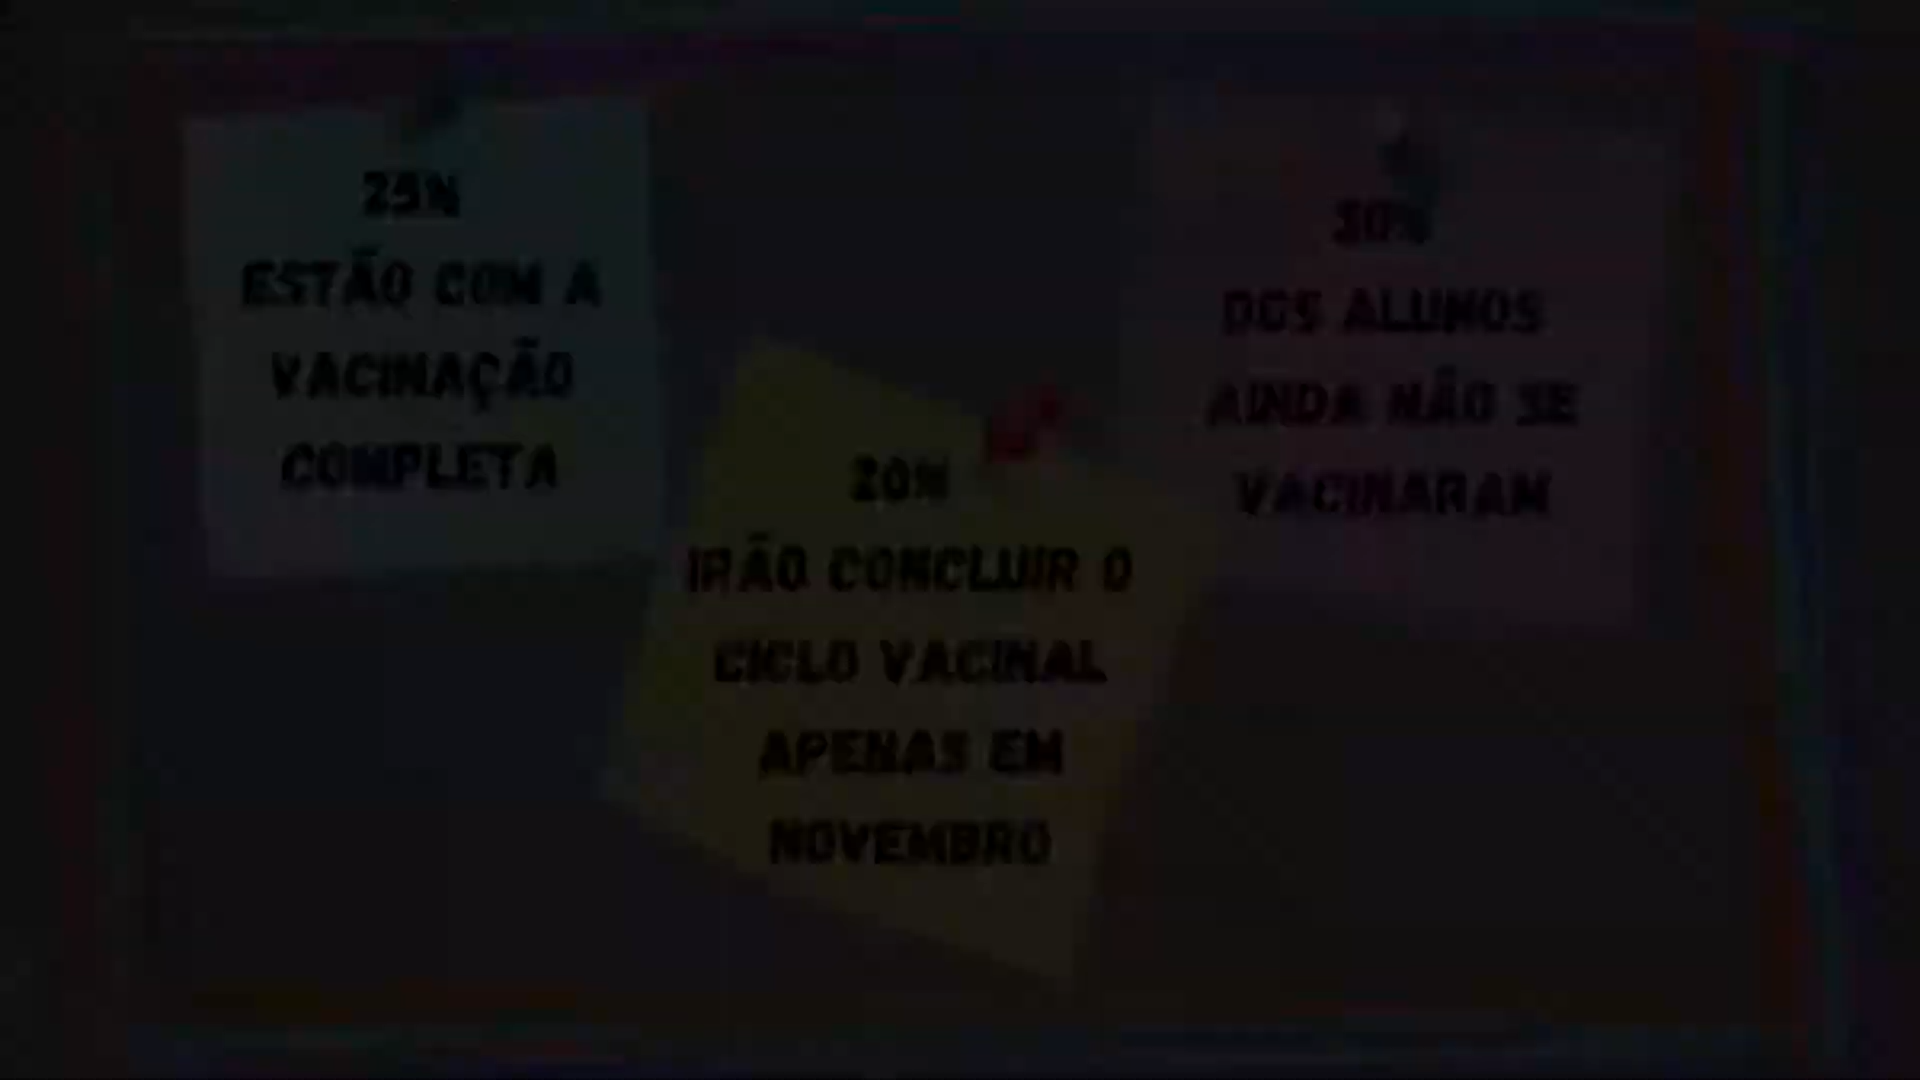 25%
ESTÃO COM A
VACINAÇÃO
COMPLETA
20%
IRÃO CONCLUIR O
CICLO VACINAL
APENAS EM
NOVEMBRO
30%
DOS ALUNOS
AINDA NÃO SE
VACINARAM